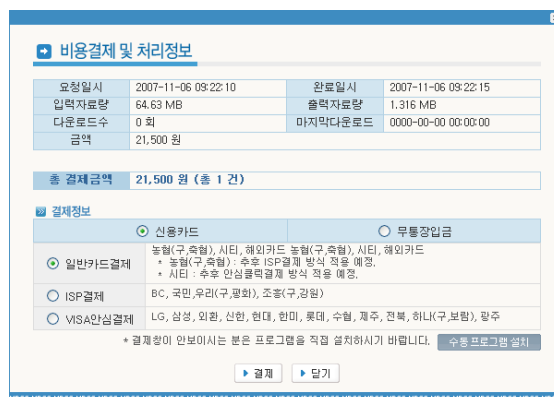 비용결제 및 처리정보
요청일시 2007-11-06 09:22:10 완료일시 2007-11-06 09:22:15
입력자료량 64.63 MB 출력자료량 1.316 MB
다운로드수 0 회 마지막다운로드 0000-00-00 00:00:00
금액 21,500 원
총 결제금액 21,500 원 (총 1 건)
결제정보
신용카드 무통장입금
일반카드결제 농협(구,축협), 시티, 해외카드 농협(구,축협), 시티, 해외카드
* 농협(구,축협) : 추후 ISP결제 방식 적용 예정.
* 시티 : 추후 안심클릭결제 방식 적용 예정.
ISP결제 BC, 국민,우리(구,평화), 조흥(구,강원)
VISA안심결제 LG, 삼성, 외환, 신한, 현대, 한미, 롯데, 수협, 제주, 전북, 하나(구,보람), 광주
* 결제창이 안보이시는 분은 프로그램을 직접 설치하시기 바랍니다. 수동프로그램 설치
결제 닫기